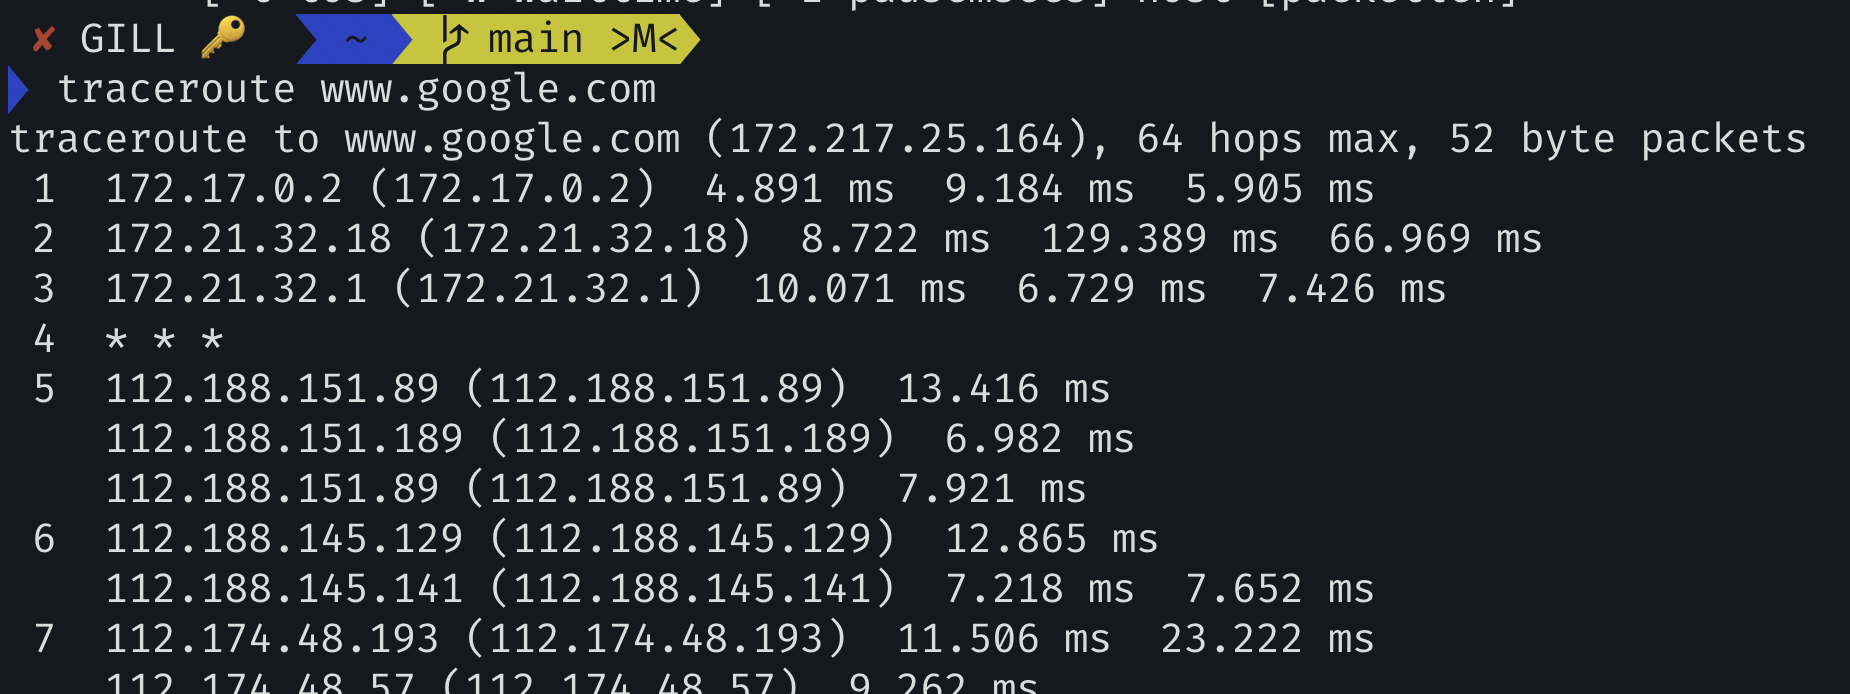 [-t tos] [-w waittime] [-z pausemsecs] host [packetlen]
✘ GILL 🔑 ~ main >M<
traceroute www.google.com
traceroute to www.google.com (172.217.25.164), 64 hops max, 52 byte packets
1 172.17.0.2 (172.17.0.2) 4.891 ms 9.184 ms 5.905 ms
2 172.21.32.18 (172.21.32.18) 8.722 ms 129.389 ms 66.969 ms
3 172.21.32.1 (172.21.32.1) 10.071 ms 6.729 ms 7.426 ms
4 * * *
5 112.188.151.89 (112.188.151.89) 13.416 ms
112.188.151.189 (112.188.151.189) 6.982 ms
112.188.151.89 (112.188.151.89) 7.921 ms
6 112.188.145.129 (112.188.145.129) 12.865 ms
112.188.145.141 (112.188.145.141) 7.218 ms 7.652 ms
7 112.174.48.193 (112.174.48.193) 11.506 ms 23.222 ms
112.174.48.57 (112.174.48.57) 9.262 ms